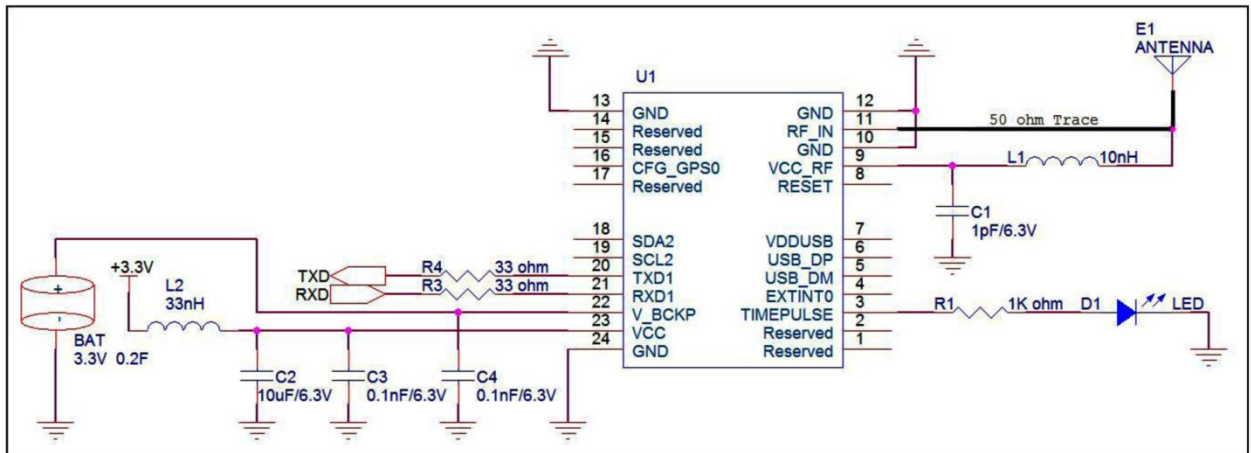 E1
ANTENNA
U1
13 GND
14 Reserved
15 Reserved
16 CFG_GPS0
17 Reserved
18 SDA2
19 SCL2
20 TXD1
21 RXD1
22 V_BCKP
23 VCC
24 GND
GND 12
RF_IN 11
GND 10
VCC_RF 9
RESET 8
VDDUSB 7
USB_DP 6
USB_DM 5
EXTINT0 4
TIMEPULSE 3
Reserved 2
Reserved 1
50 ohm Trace
L1 10nH
C1
1pF/6.3V
R1 1K ohm D1 LED
TXD R4 33 ohm
RXD R3 33 ohm
+3.3V
L2
33nH
+
-
BAT
3.3V 0.2F
C2
10uF/6.3V
C3
0.1nF/6.3V
C4
0.1nF/6.3V